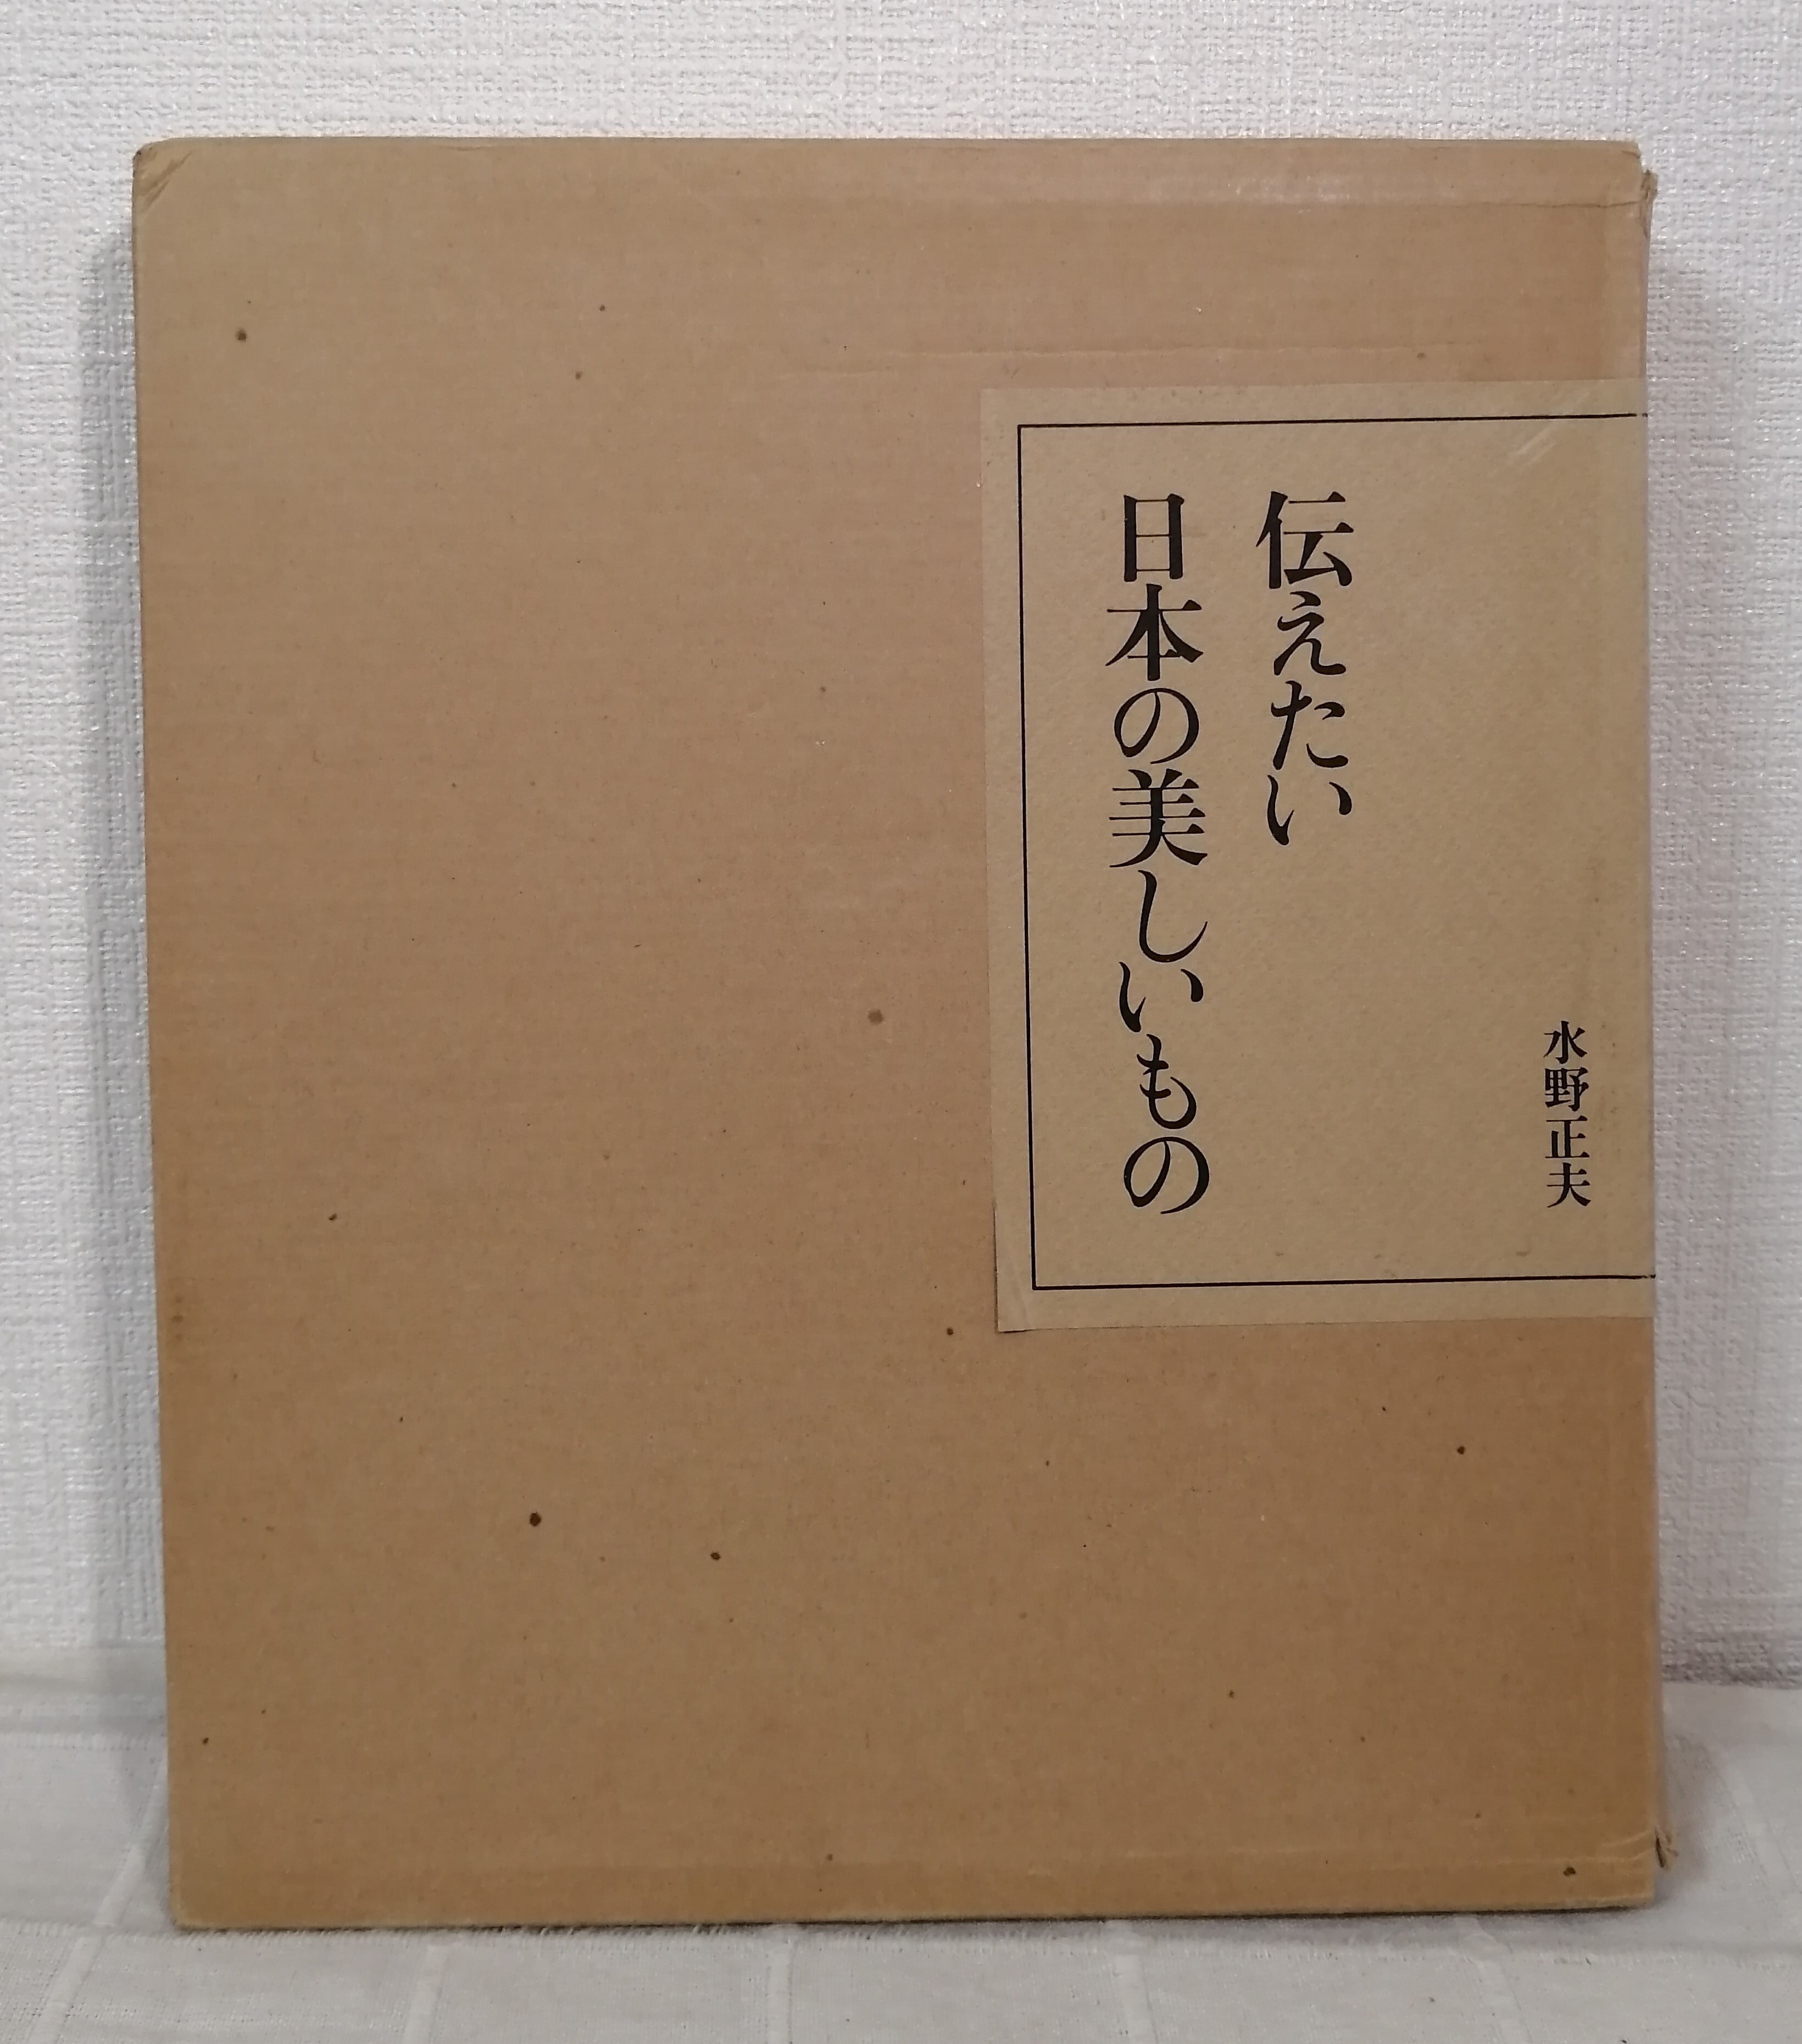 伝えたい
日本の美しいもの
水野正夫